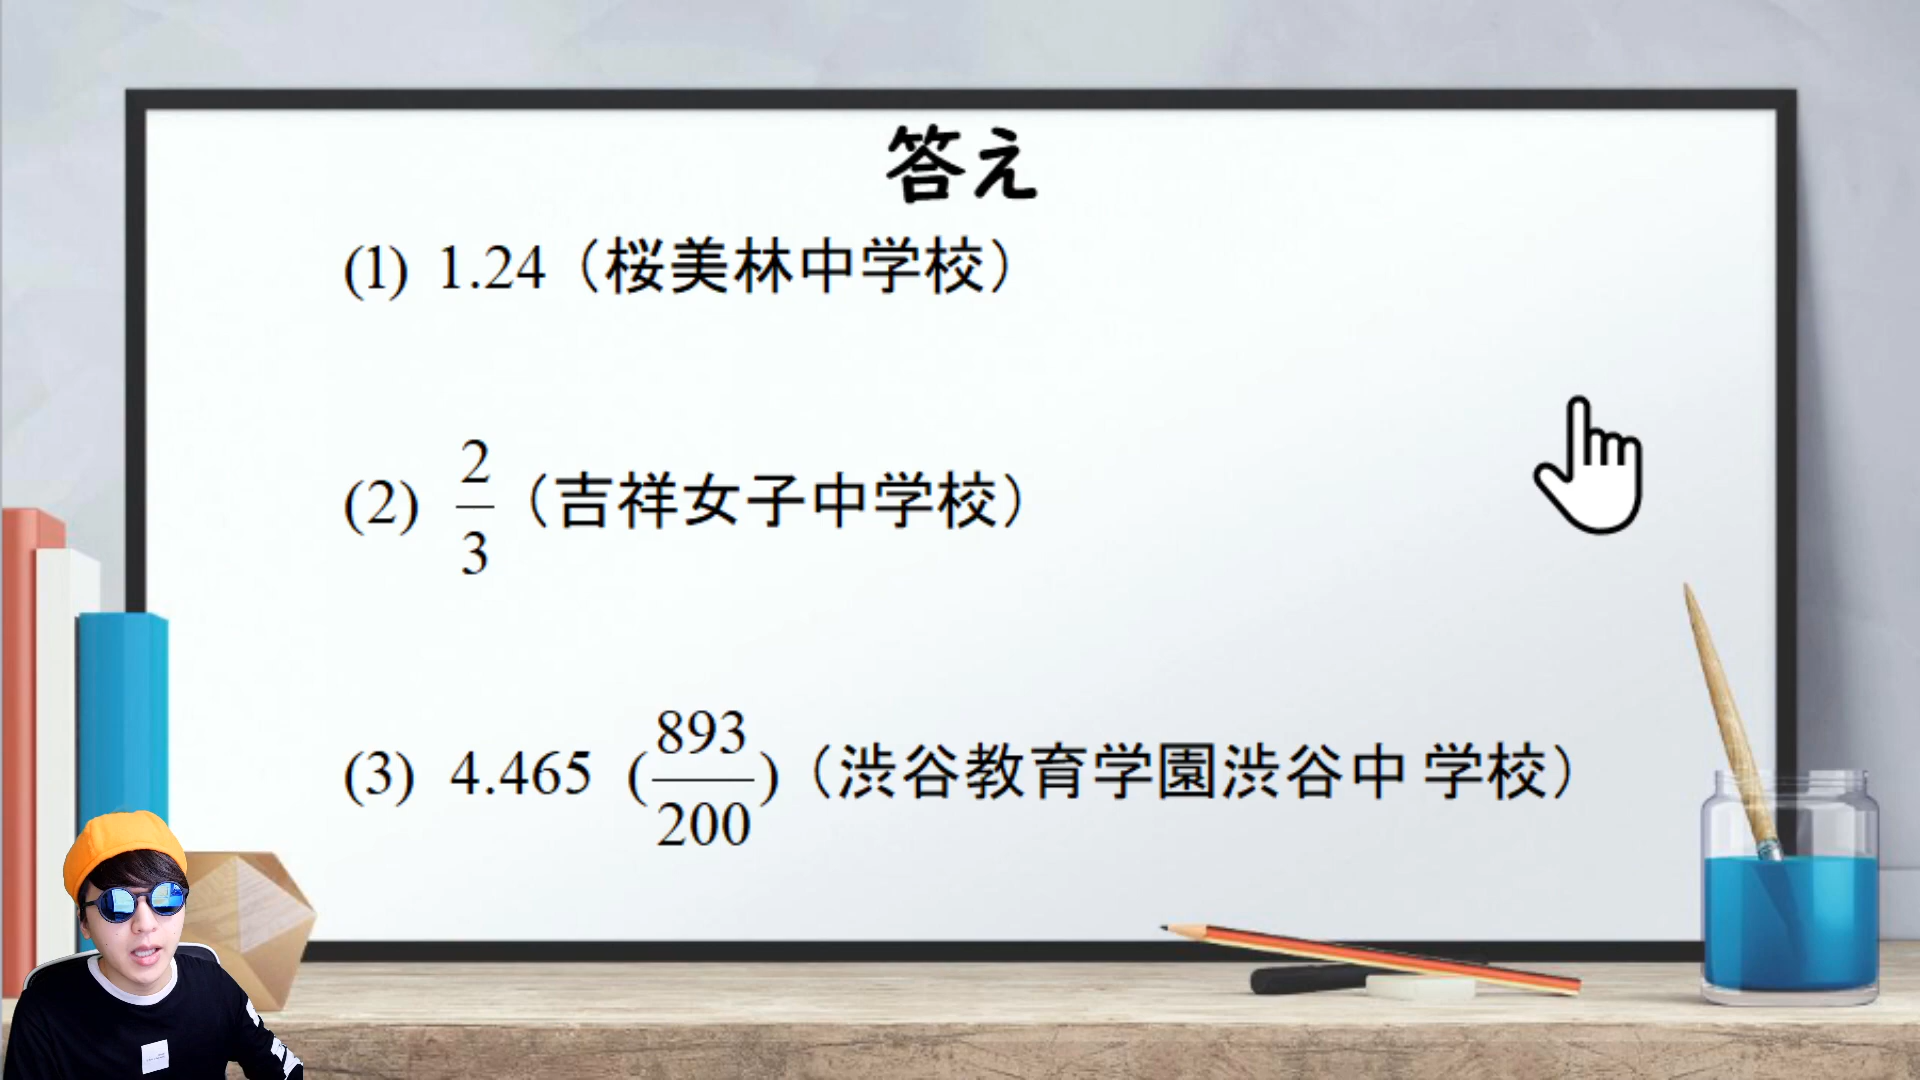 答え
(1) 1.24（桜美林中学校）
(2) 2/3（吉祥女子中学校）
(3) 4.465 (893/200)（渋谷教育学園渋谷中 学校）